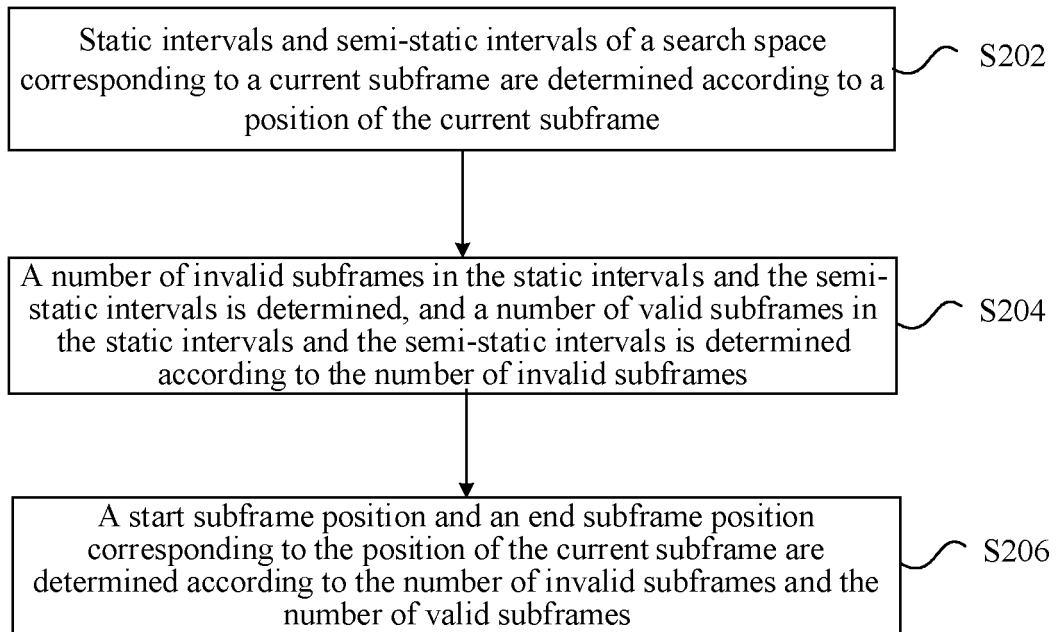 Static intervals and semi-static intervals of a search space
corresponding to a current subframe are determined according to a
position of the current subframe
S202
A number of invalid subframes in the static intervals and the semi-
static intervals is determined, and a number of valid subframes in
the static intervals and the semi-static intervals is determined
according to the number of invalid subframes
S204
A start subframe position and an end subframe position
corresponding to the position of the current subframe are
determined according to the number of invalid subframes and the
number of valid subframes
S206